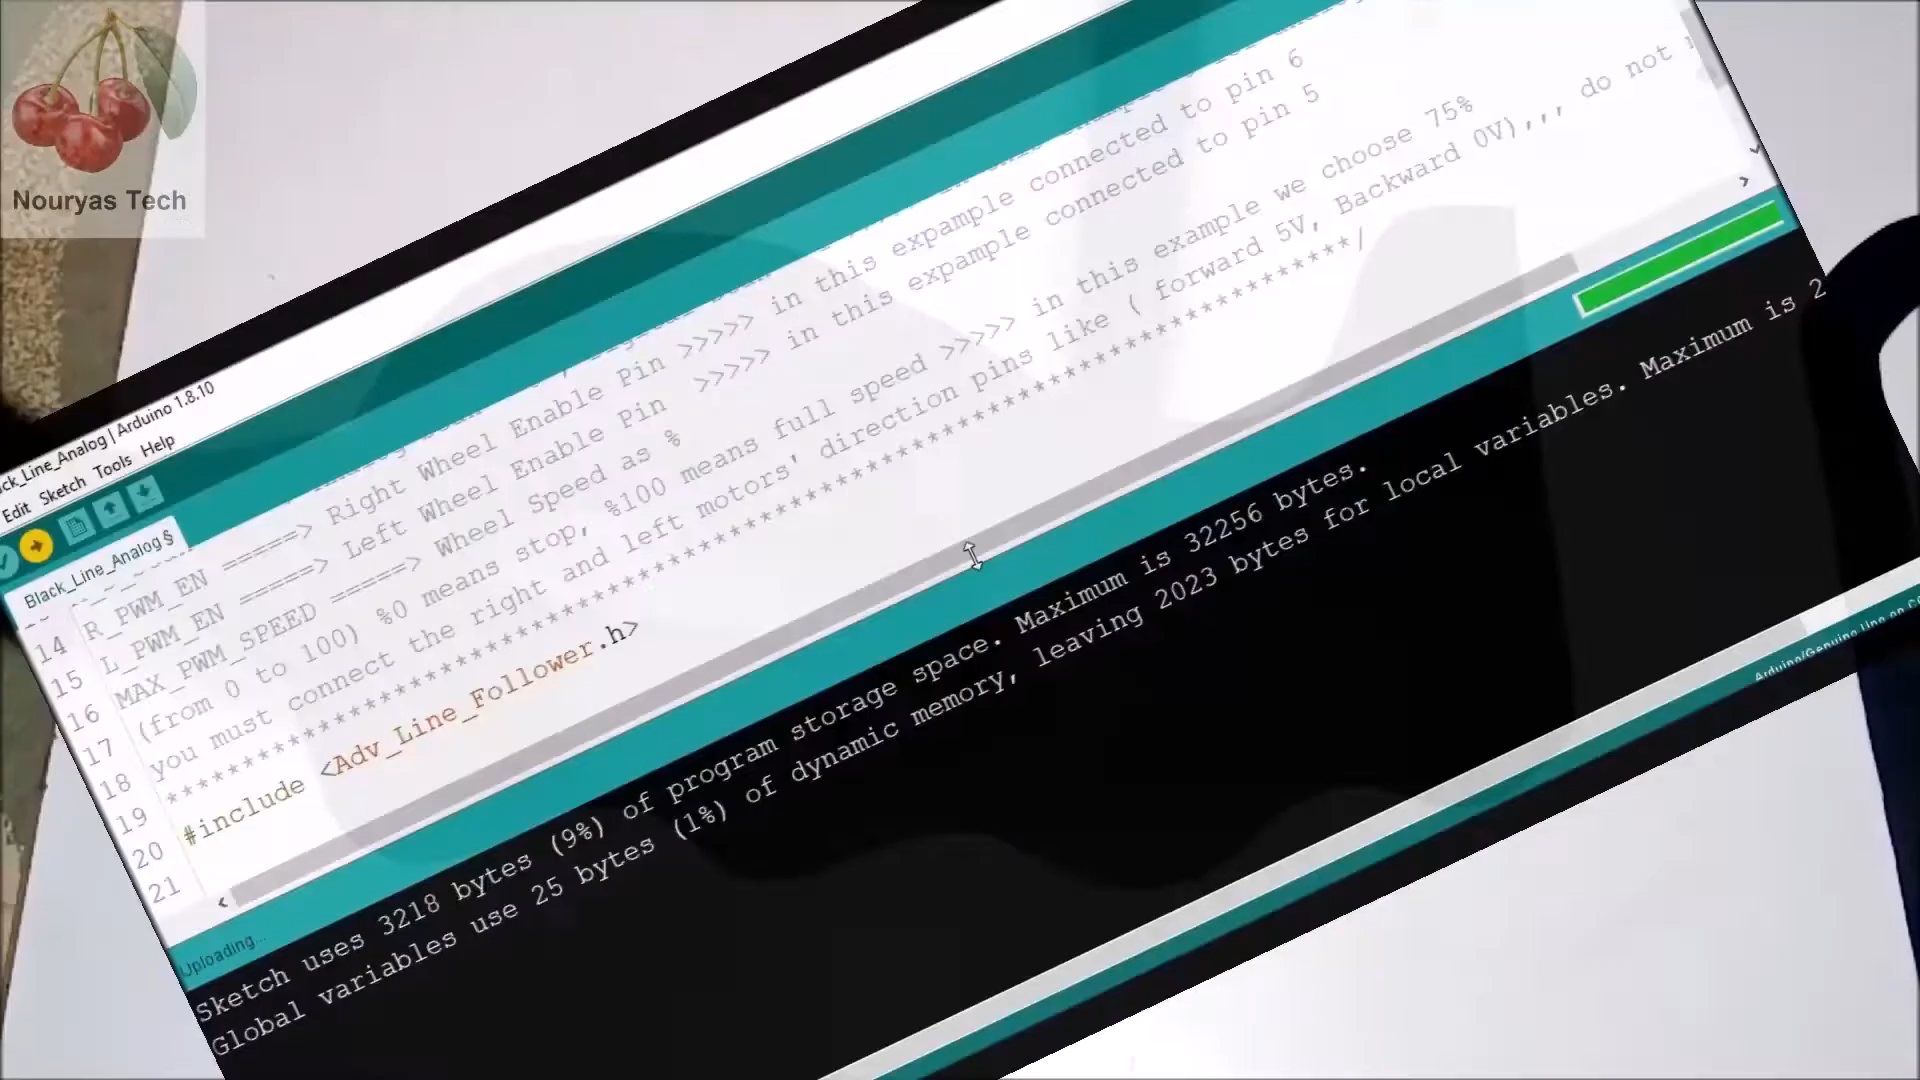 Nouryas Tech
ck_Line_Analog | Arduino 1.8.10
Edit Sketch Tools Help
Black_Line_Analog §
14 R_PWM_EN ======> Right Wheel Enable Pin >>>>> in this expample connected to pin 6
15 L_PWM_EN ======> Left Wheel Enable Pin >>>>> in this expample connected to pin 5
16 MAX_PWM_SPEED ======> Wheel Speed as %
17 (from 0 to 100) %0 means stop, %100 means full speed >>>>> in this example we choose 75%
18 you must connect the right and left motors' direction pins like ( forward 5V, Backward 0V),,, do not
19 ***********************************************************************/
20 #include <Adv_Line_Follower.h>
21
Uploading...
Sketch uses 3218 bytes (9%) of program storage space. Maximum is 32256 bytes.
Global variables use 25 bytes (1%) of dynamic memory, leaving 2023 bytes for local variables. Maximum is 2
Arduino/Genuino Uno on